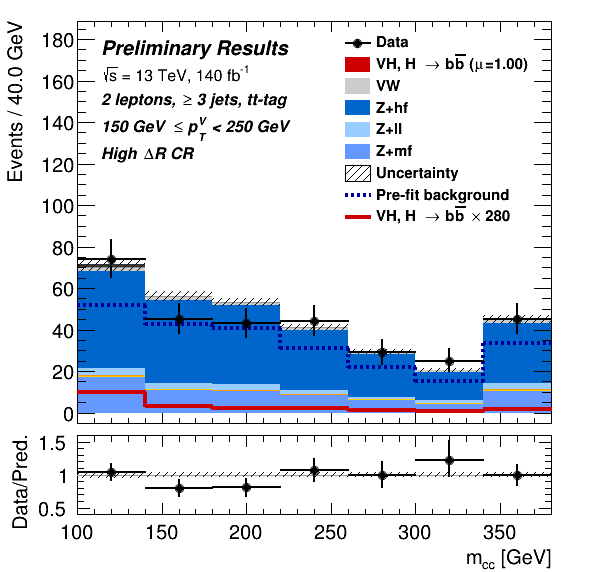 Events / 40.0 GeV
180
160
140
120
100
80
60
40
20
0
Preliminary Results
√s = 13 TeV, 140 fb⁻¹
2 leptons, ≥ 3 jets, tt-tag
150 GeV ≤ p_T^V < 250 GeV
High ΔR CR
Data
VH, H → bb̅ (μ=1.00)
VW
Z+hf
Z+ll
Z+mf
Uncertainty
Pre-fit background
VH, H → bb̅ × 280
Data/Pred.
1.5
1
0.5
100 150 200 250 300 350
m_cc [GeV]